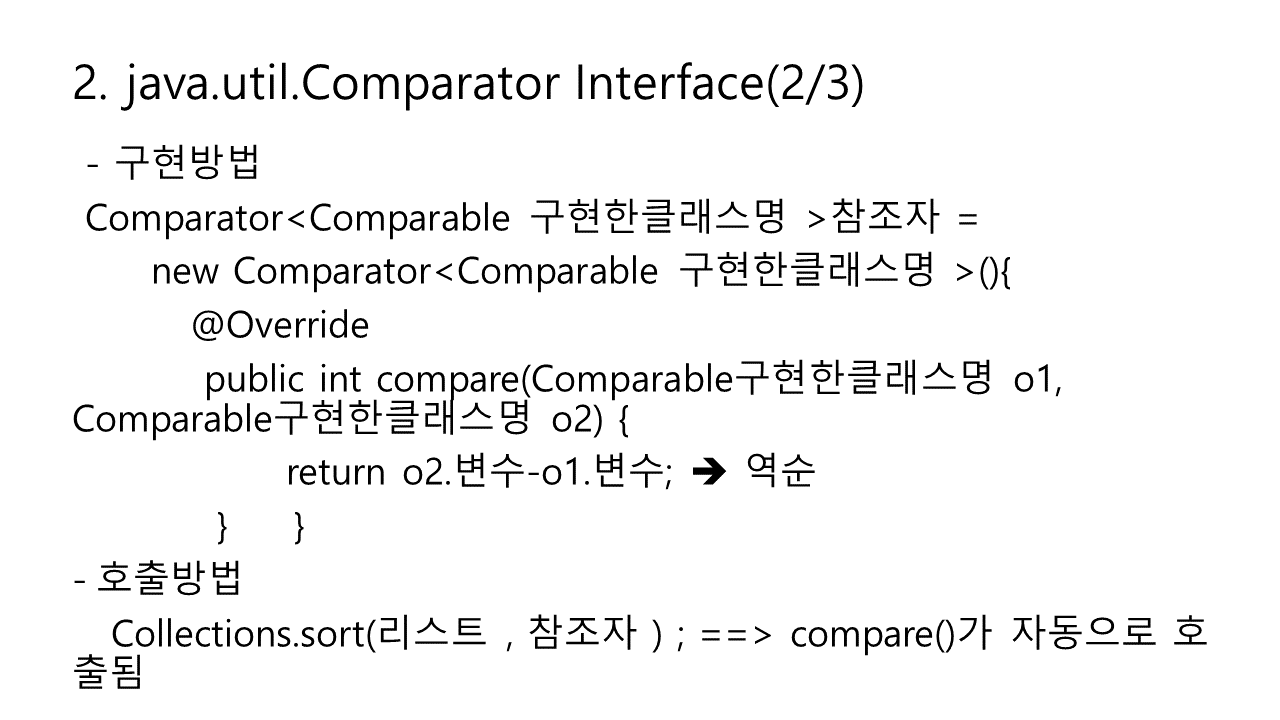 2. java.util.Comparator Interface(2/3)
- 구현방법
Comparator<Comparable 구현한클래스명 >참조자 =
new Comparator<Comparable 구현한클래스명 >(){
@Override
public int compare(Comparable구현한클래스명 o1,
Comparable구현한클래스명 o2) {
return o2.변수-o1.변수; ➔ 역순
} }
- 호출방법
Collections.sort(리스트 , 참조자 ) ; ==> compare()가 자동으로 호
출됨